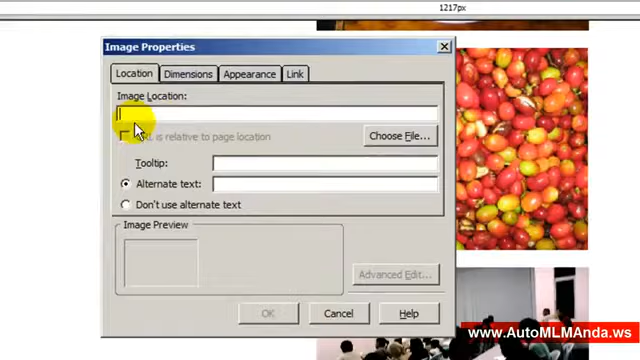 1217px
Image Properties
Location Dimensions Appearance Link
Image Location:
URL is relative to page location
Choose File...
Tooltip:
Alternate text:
Don't use alternate text
Image Preview
Advanced Edit...
OK Cancel Help
www.AutoMLMAnda.ws